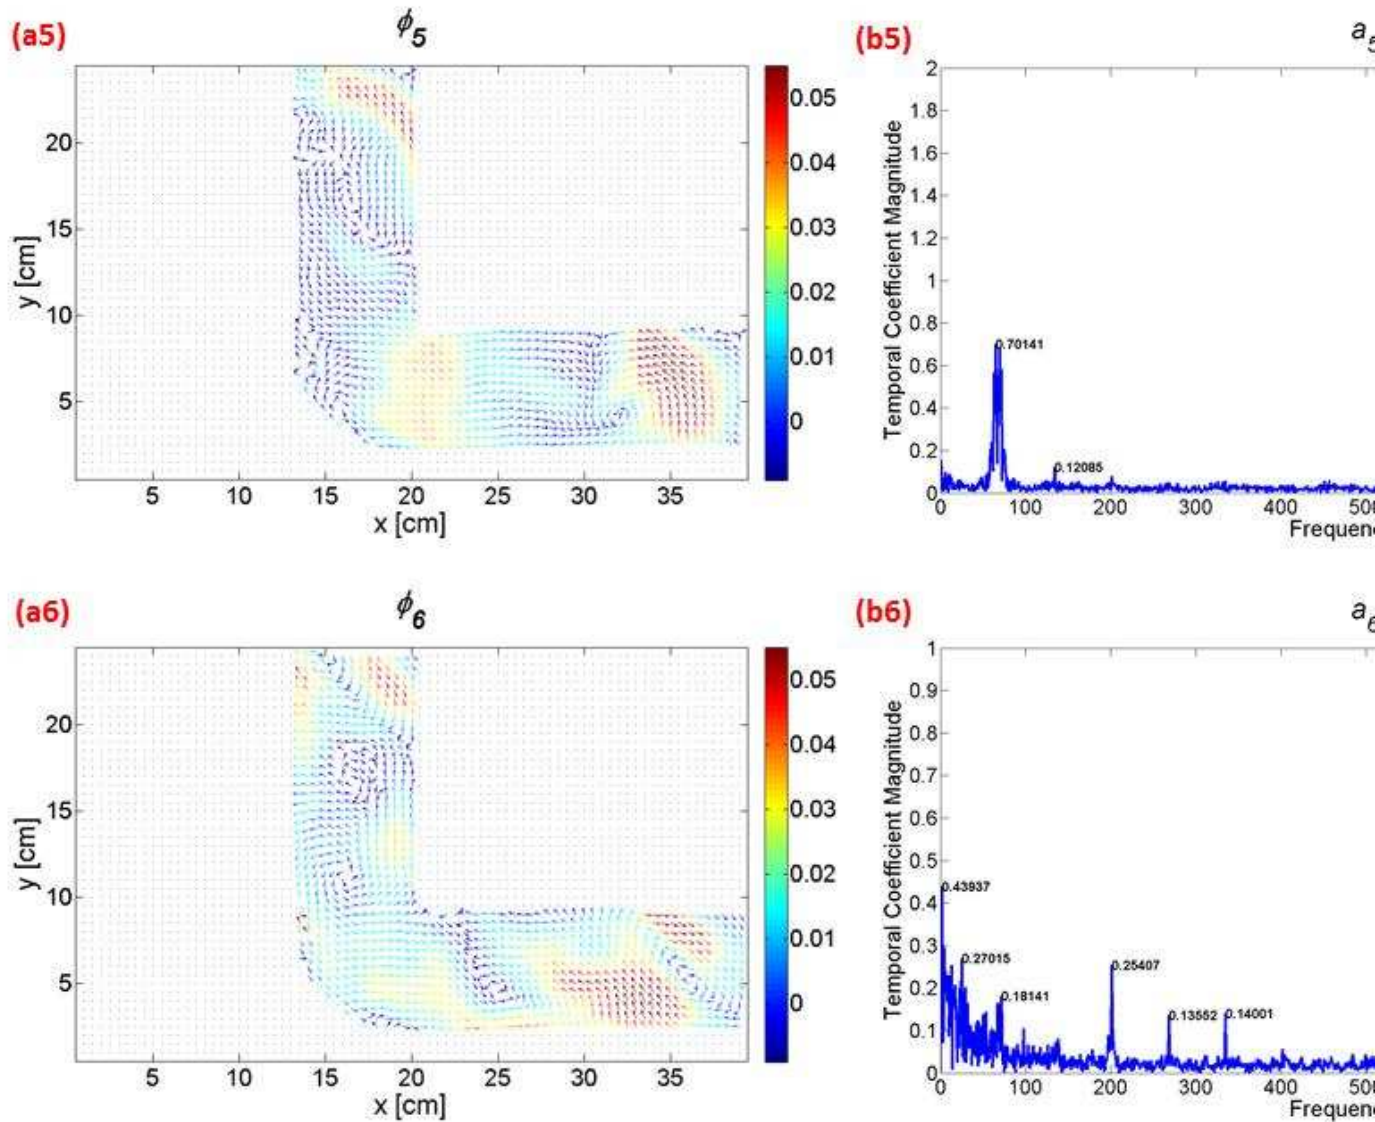 (a5)
ϕ5
20
15
10
5
y [cm]
5 10 15 20 25 30 35
x [cm]
0.05
0.04
0.03
0.02
0.01
0
(b5)
a5
2
1.8
1.6
1.4
1.2
1
0.8
0.6
0.4
0.2
0
Temporal Coefficient Magnitude
0.70141
0.12085
0 100 200 300 400 500
Frequenc
(a6)
ϕ6
20
15
10
5
y [cm]
5 10 15 20 25 30 35
x [cm]
0.05
0.04
0.03
0.02
0.01
0
(b6)
a6
1
0.9
0.8
0.7
0.6
0.5
0.4
0.3
0.2
0.1
0
Temporal Coefficient Magnitude
0.43937
0.27015
0.18141
0.25407
0.13552
0.14001
0 100 200 300 400 500
Frequenc